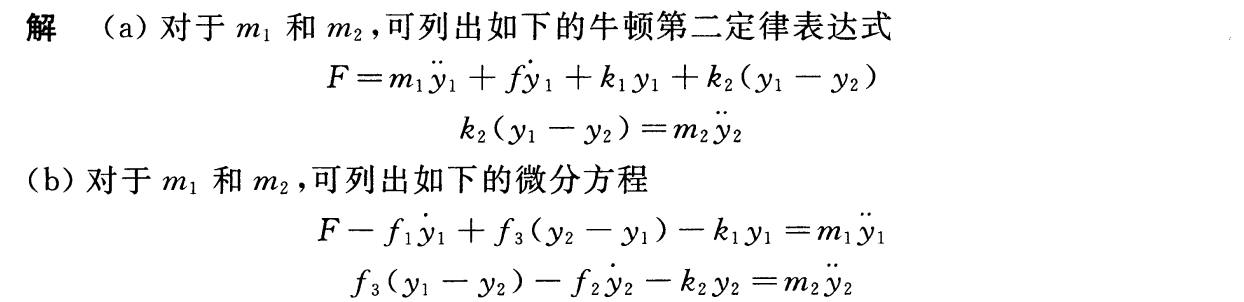 解 (a) 对于 m₁ 和 m₂,可列出如下的牛顿第二定律表达式
F=m₁ÿ₁+fẏ₁+k₁y₁+k₂(y₁-y₂)
k₂(y₁-y₂)=m₂ÿ₂
(b) 对于 m₁ 和 m₂,可列出如下的微分方程
F-f₁ẏ₁+f₃(y₂-y₁)-k₁y₁=m₁ÿ₁
f₃(y₁-y₂)-f₂ẏ₂-k₂y₂=m₂ÿ₂